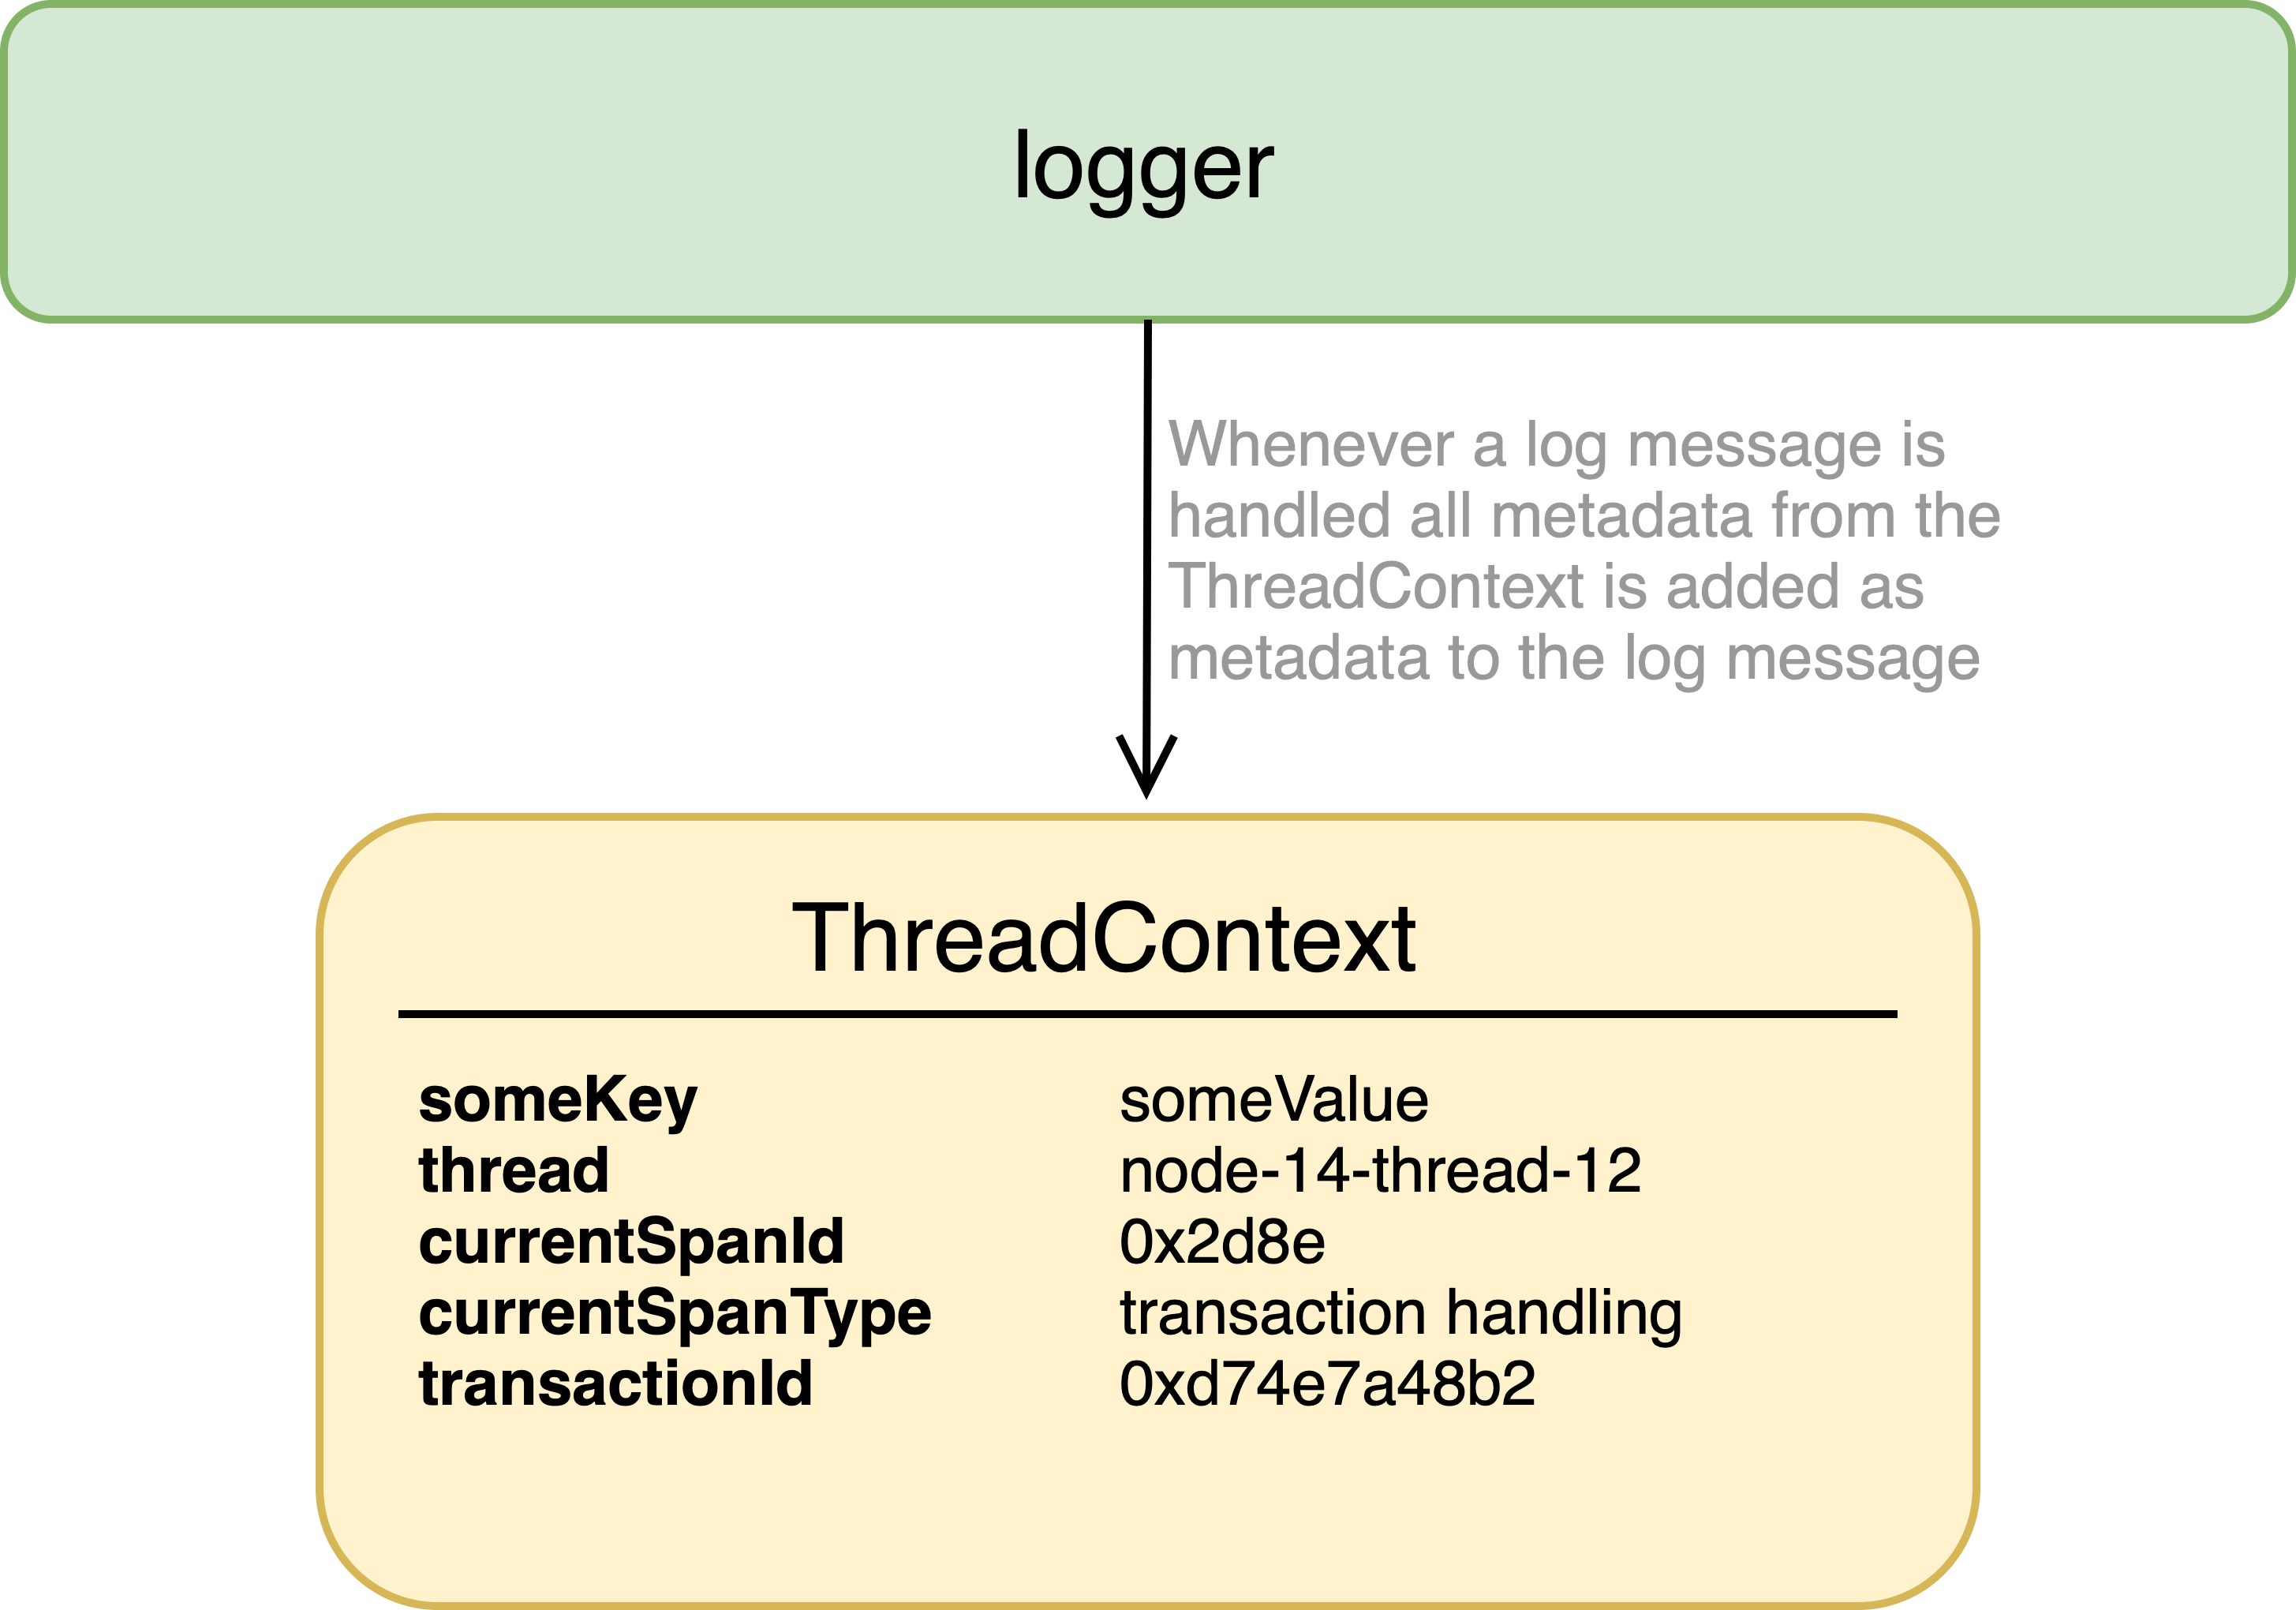 logger
Whenever a log message is
handled all metadata from the
ThreadContext is added as
metadata to the log message
ThreadContext
someKey someValue
thread node-14-thread-12
currentSpanId 0x2d8e
currentSpanType transaction handling
transactionId 0xd74e7a48b2